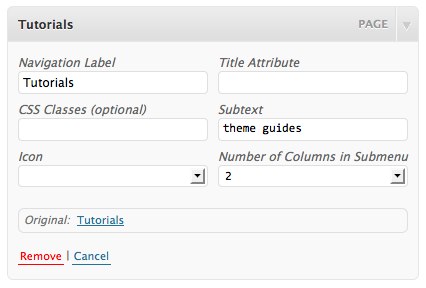 Tutorials PAGE
Navigation Label Title Attribute
Tutorials
CSS Classes (optional) Subtext
theme guides
Icon Number of Columns in Submenu
2
Original: Tutorials
Remove | Cancel